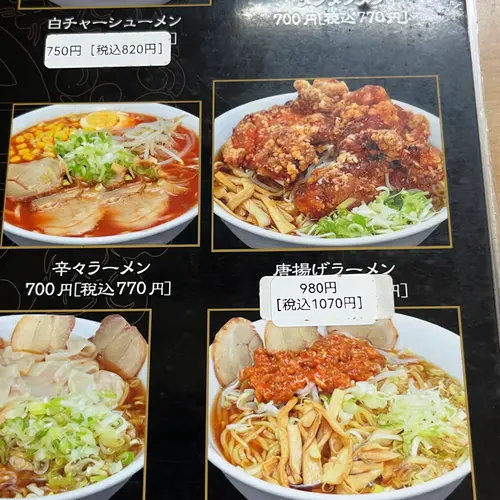 白チャーシューメン
750円 [税込820円]
700円[税込770円]
辛々ラーメン
700円[税込770円]
唐揚げラーメン
980円
[税込1070円]
円]